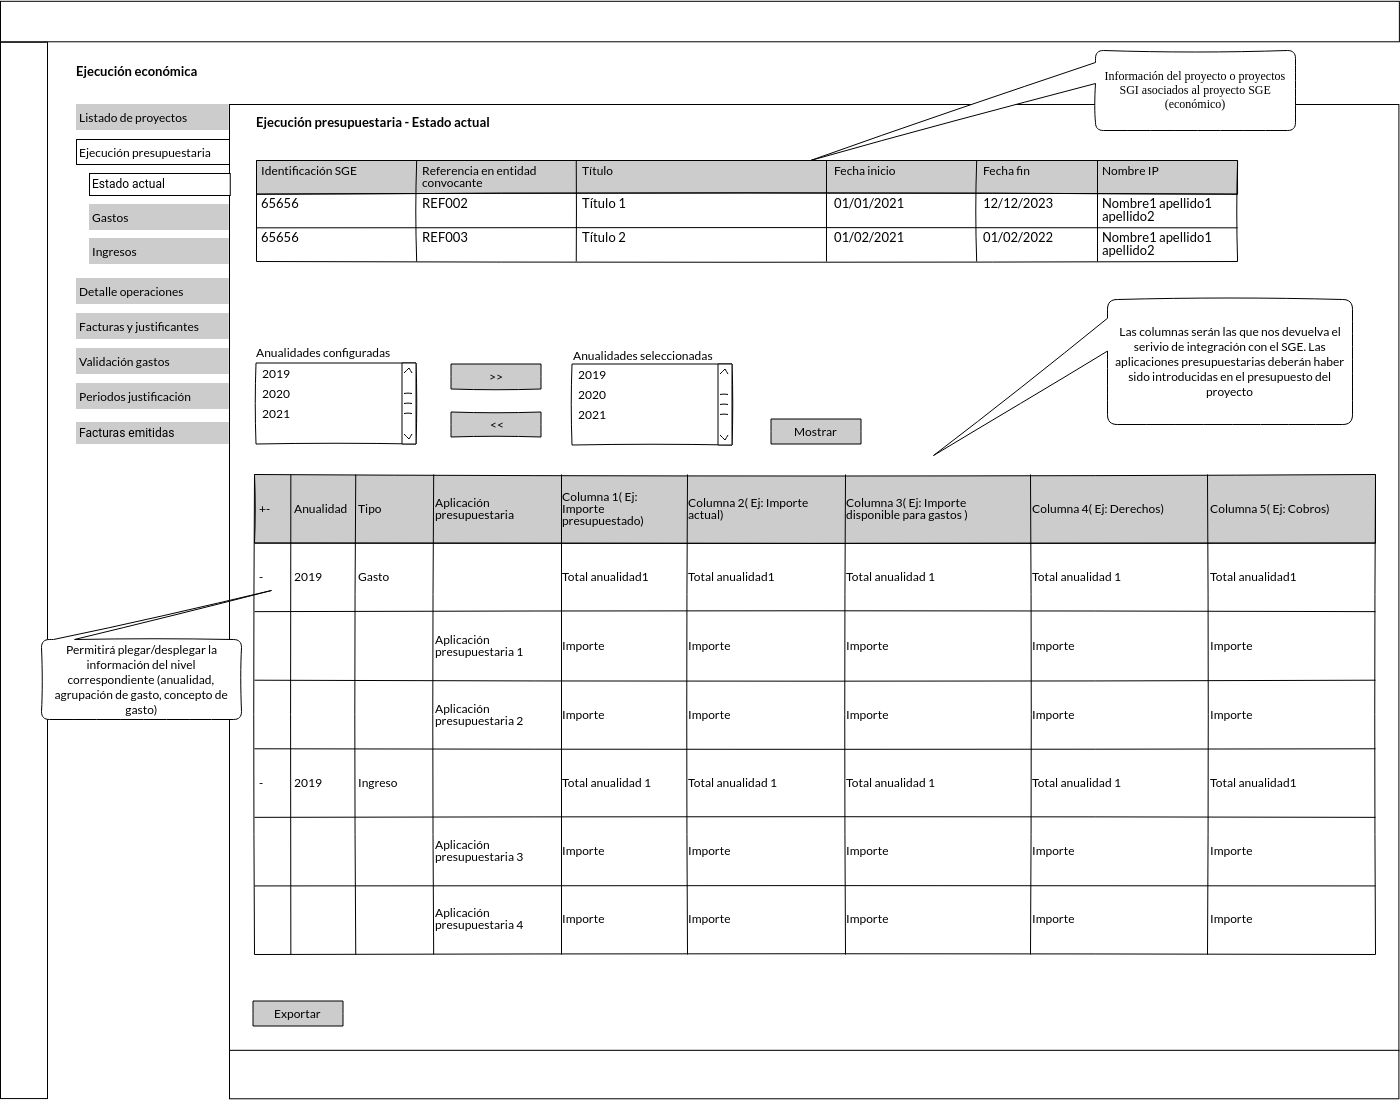 Ejecución económica
Listado de proyectos
Ejecución presupuestaria
Estado actual
Gastos
Ingresos
Detalle operaciones
Facturas y justificantes
Validación gastos
Periodos justificación
Facturas emitidas
Ejecución presupuestaria - Estado actual
Información del proyecto o proyectos
SGI asociados al proyecto SGE
(económico)
Identificación SGE
Referencia en entidad
convocante
Título
Fecha inicio
Fecha fin
Nombre IP
65656
REF002
Título 1
01/01/2021
12/12/2023
Nombre1 apellido1
apellido2
65656
REF003
Título 2
01/02/2021
01/02/2022
Nombre1 apellido1
apellido2
Las columnas serán las que nos devuelva el
serivio de integración con el SGE. Las
aplicaciones presupuestarias deberán haber
sido introducidas en el presupuesto del
proyecto
Anualidades configuradas
2019
2020
2021
>>
<<
Anualidades seleccionadas
2019
2020
2021
Mostrar
+-
Anualidad
Tipo
Aplicación
presupuestaria
Columna 1( Ej:
Importe
presupuestado)
Columna 2( Ej: Importe
actual)
Columna 3( Ej: Importe
disponible para gastos )
Columna 4( Ej: Derechos)
Columna 5( Ej: Cobros)
-
2019
Gasto
Total anualidad1
Total anualidad1
Total anualidad 1
Total anualidad 1
Total anualidad1
Aplicación
presupuestaria 1
Importe
Importe
Importe
Importe
Importe
Permitirá plegar/desplegar la
información del nivel
correspondiente (anualidad,
agrupación de gasto, concepto de
gasto)
Aplicación
presupuestaria 2
Importe
Importe
Importe
Importe
Importe
-
2019
Ingreso
Total anualidad 1
Total anualidad 1
Total anualidad 1
Total anualidad 1
Total anualidad1
Aplicación
presupuestaria 3
Importe
Importe
Importe
Importe
Importe
Aplicación
presupuestaria 4
Importe
Importe
Importe
Importe
Importe
Exportar